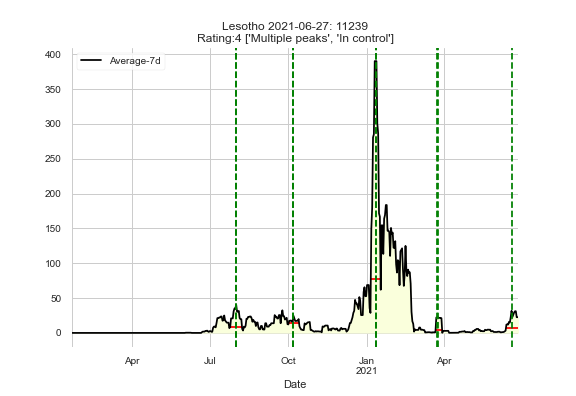 Lesotho 2021-06-27: 11239
Rating:4 ['Multiple peaks', 'In control']
Average-7d
400
350
300
250
200
150
100
50
0
Apr
Jul
Oct
Jan
2021
Apr
Date